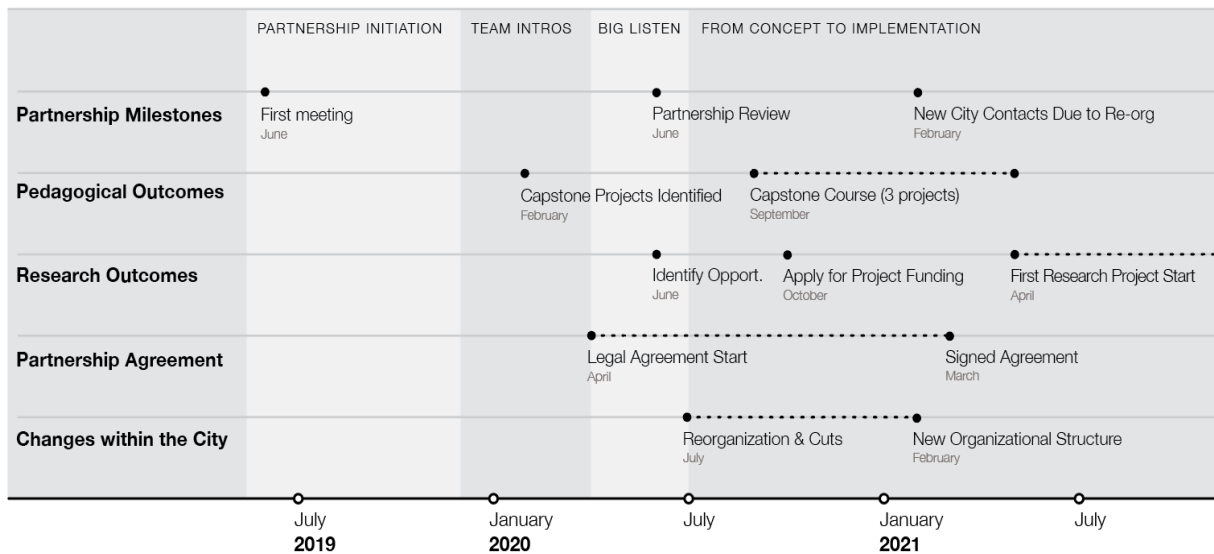 PARTNERSHIP INITIATION
TEAM INTROS
BIG LISTEN
FROM CONCEPT TO IMPLEMENTATION
Partnership Milestones
First meeting
June
Partnership Review
June
New City Contacts Due to Re-org
February
Pedagogical Outcomes
Capstone Projects Identified
February
Capstone Course (3 projects)
September
Research Outcomes
Identify Opport.
June
Apply for Project Funding
October
First Research Project Start
April
Partnership Agreement
Legal Agreement Start
April
Signed Agreement
March
Changes within the City
Reorganization & Cuts
July
New Organizational Structure
February
July
2019
January
2020
July
January
2021
July